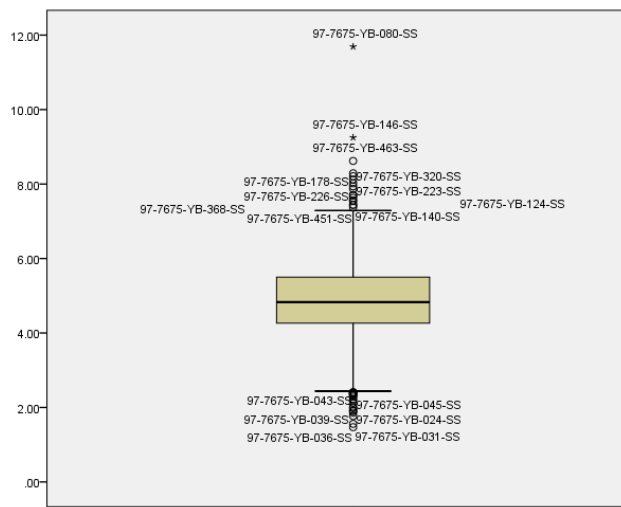 12.00
97-7675-YB-080-SS
10.00
97-7675-YB-146-SS
97-7675-YB-463-SS
8.00
97-7675-YB-178-SS 97-7675-YB-320-SS
97-7675-YB-226-SS 97-7675-YB-223-SS
97-7675-YB-368-SS 97-7675-YB-124-SS
97-7675-YB-451-SS 97-7675-YB-140-SS
6.00
4.00
97-7675-YB-043-SS 97-7675-YB-045-SS
2.00
97-7675-YB-039-SS 97-7675-YB-024-SS
97-7675-YB-036-SS 97-7675-YB-031-SS
.00